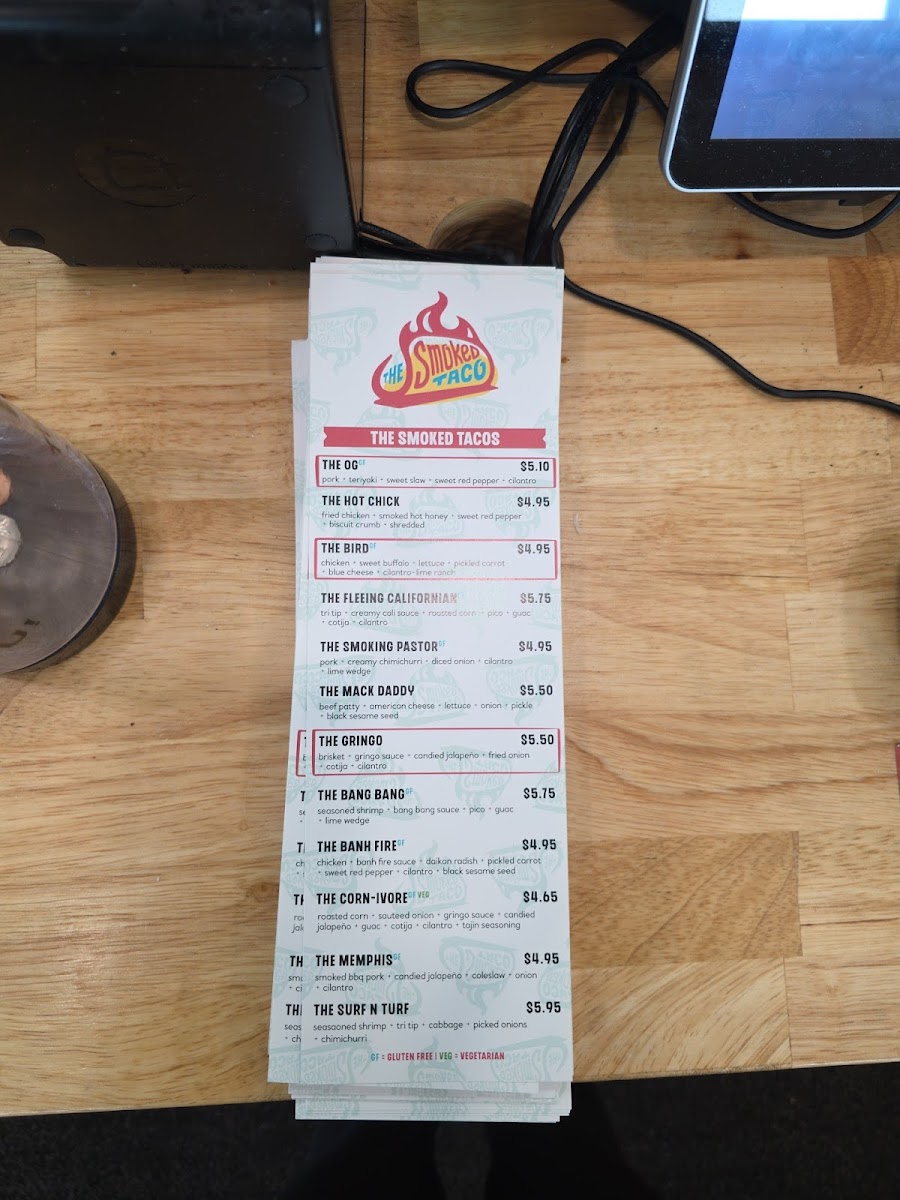 THE SMOKED TACO
THE SMOKED TACOS
THE OG GF $5.10
pork • teriyaki • sweet slaw • sweet red pepper • cilantro
THE HOT CHICK $4.95
fried chicken • smoked hot honey • sweet red pepper
• biscuit crumb • shredded
THE BIRD GF $4.95
chicken • sweet buffalo • lettuce • pickled carrot
• blue cheese • cilantro-lime ranch
THE FLEEING CALIFORNIAN $5.75
tri tip • creamy cali sauce • roasted corn • pico • guac
• cotija • cilantro
THE SMOKING PASTOR GF $4.95
pork • creamy chimichurri • diced onion • cilantro
• lime wedge
THE MACK DADDY $5.50
beef patty • american cheese • lettuce • onion • pickle
• black sesame seed
THE GRINGO $5.50
brisket • gringo sauce • candied jalapeño • fried onion
• cotija • cilantro
THE BANG BANG GF $5.75
seasoned shrimp • bang bang sauce • pico • guac
• lime wedge
THE BANH FIRE GF $4.95
chicken • banh fire sauce • daikon radish • pickled carrot
• sweet red pepper • cilantro • black sesame seed
THE CORN-IVORE GF VEG $4.65
roasted corn • sauteed onion • gringo sauce • candied
jalapeño • guac • cotija • cilantro • tajin seasoning
THE MEMPHIS GF $4.95
smoked bbq pork • candied jalapeño • coleslaw • onion
• cilantro
THE SURF N TURF $5.95
seasaoned shrimp • tri tip • cabbage • picked onions
• chimichurri
GF = GLUTEN FREE | VEG = VEGETARIAN